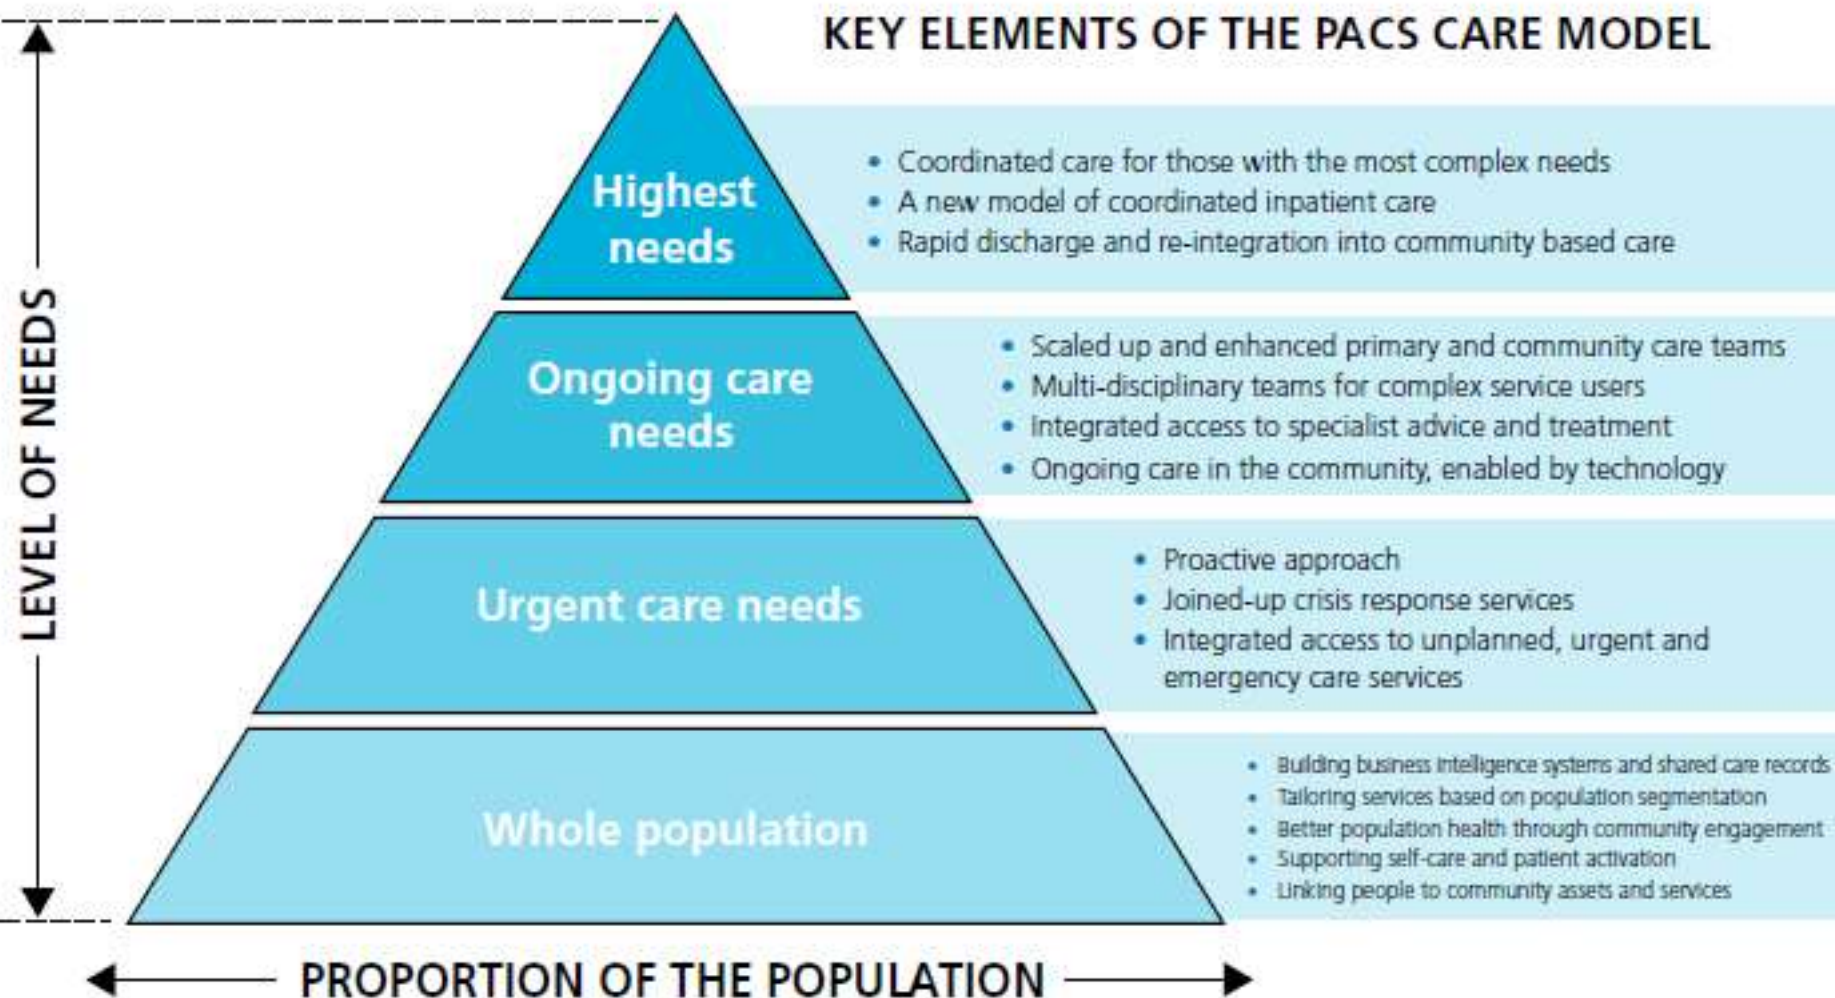 KEY ELEMENTS OF THE PACS CARE MODEL
LEVEL OF NEEDS
Highest
needs
• Coordinated care for those with the most complex needs
• A new model of coordinated inpatient care
• Rapid discharge and re-integration into community based care
Ongoing care
needs
• Scaled up and enhanced primary and community care teams
• Multi-disciplinary teams for complex service users
• Integrated access to specialist advice and treatment
• Ongoing care in the community, enabled by technology
Urgent care needs
• Proactive approach
• Joined-up crisis response services
• Integrated access to unplanned, urgent and
emergency care services
Whole population
• Building business intelligence systems and shared care records
• Tailoring services based on population segmentation
• Better population health through community engagement
• Supporting self-care and patient activation
• Linking people to community assets and services
PROPORTION OF THE POPULATION